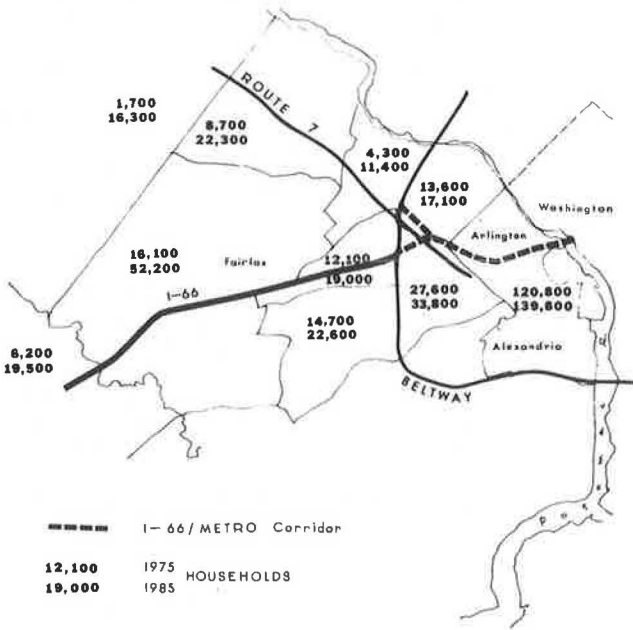 ROUTE 7
1,700
16,300
8,700
22,300
4,300
11,400
13,600
17,100
Washington
Arlington
16,100
52,200
Fairfax
12,100
19,000
I-66
27,600
33,800
120,800
139,600
14,700
22,600
Alexandria
6,200
19,500
BELTWAY
I-66/METRO Corridor
12,100 1975
HOUSEHOLDS
19,000 1985